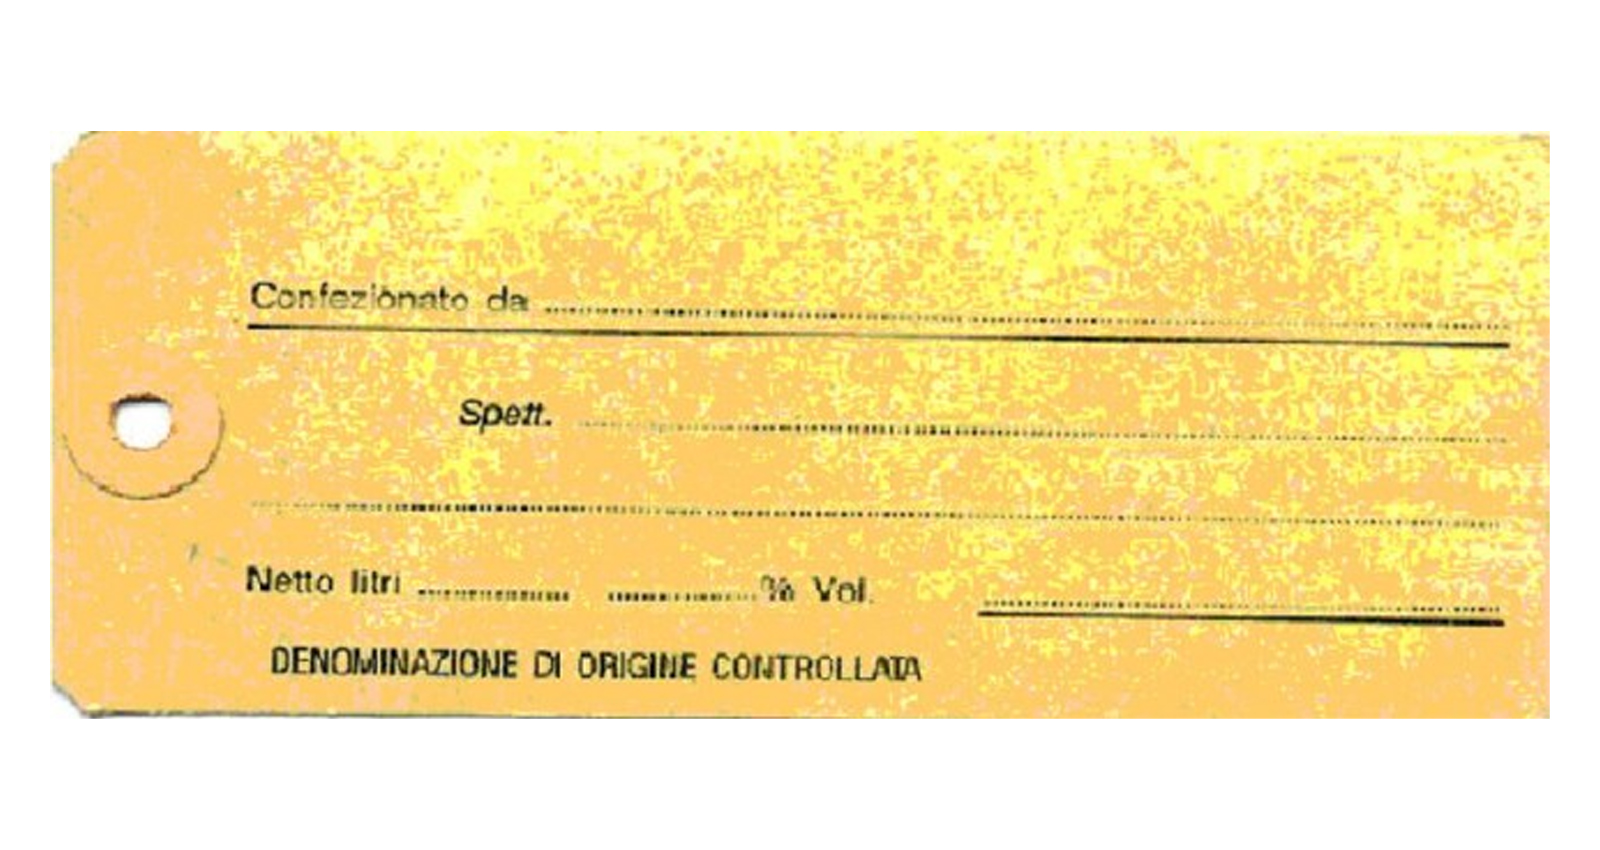 Confezionato da
Spett.
Netto litri % Vol.
DENOMINAZIONE DI ORIGINE CONTROLLATA